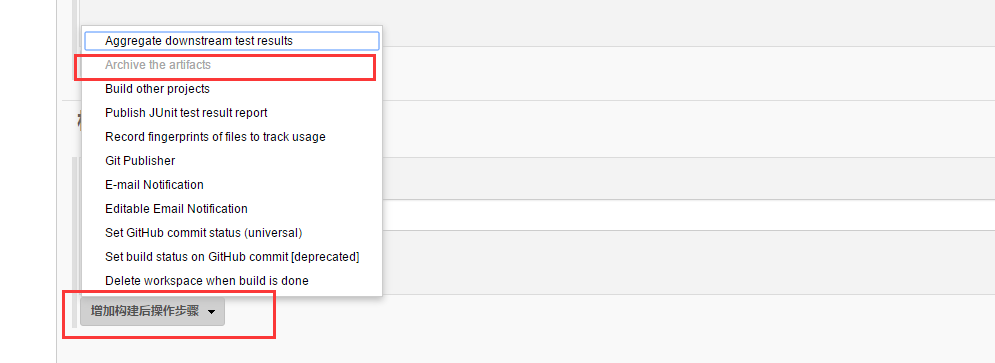 Aggregate downstream test results
Archive the artifacts
Build other projects
Publish JUnit test result report
Record fingerprints of files to track usage
Git Publisher
E-mail Notification
Editable Email Notification
Set GitHub commit status (universal)
Set build status on GitHub commit [deprecated]
Delete workspace when build is done
增加构建后操作步骤